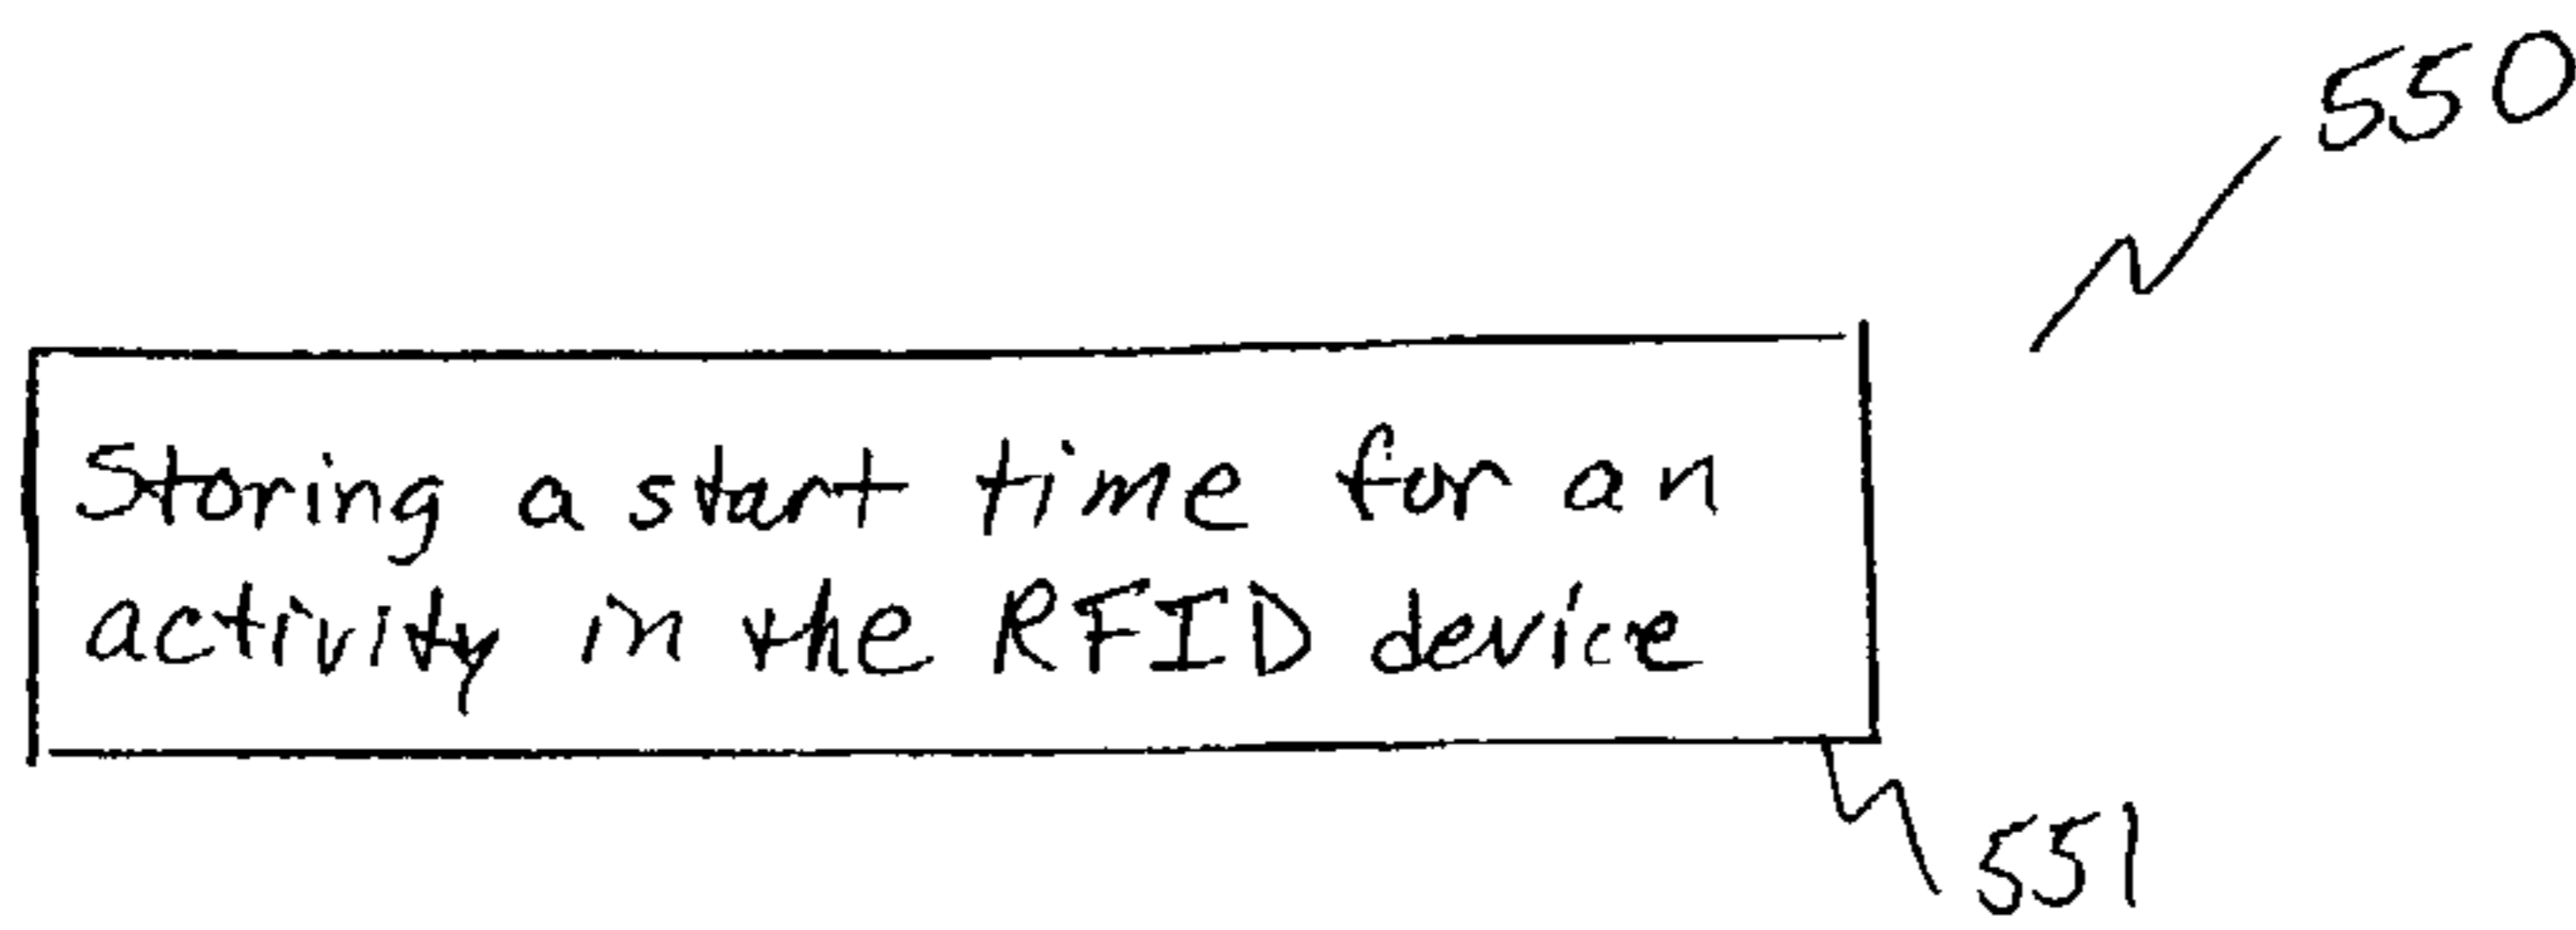 550
Storing a start time for an
activity in the RFID device
551